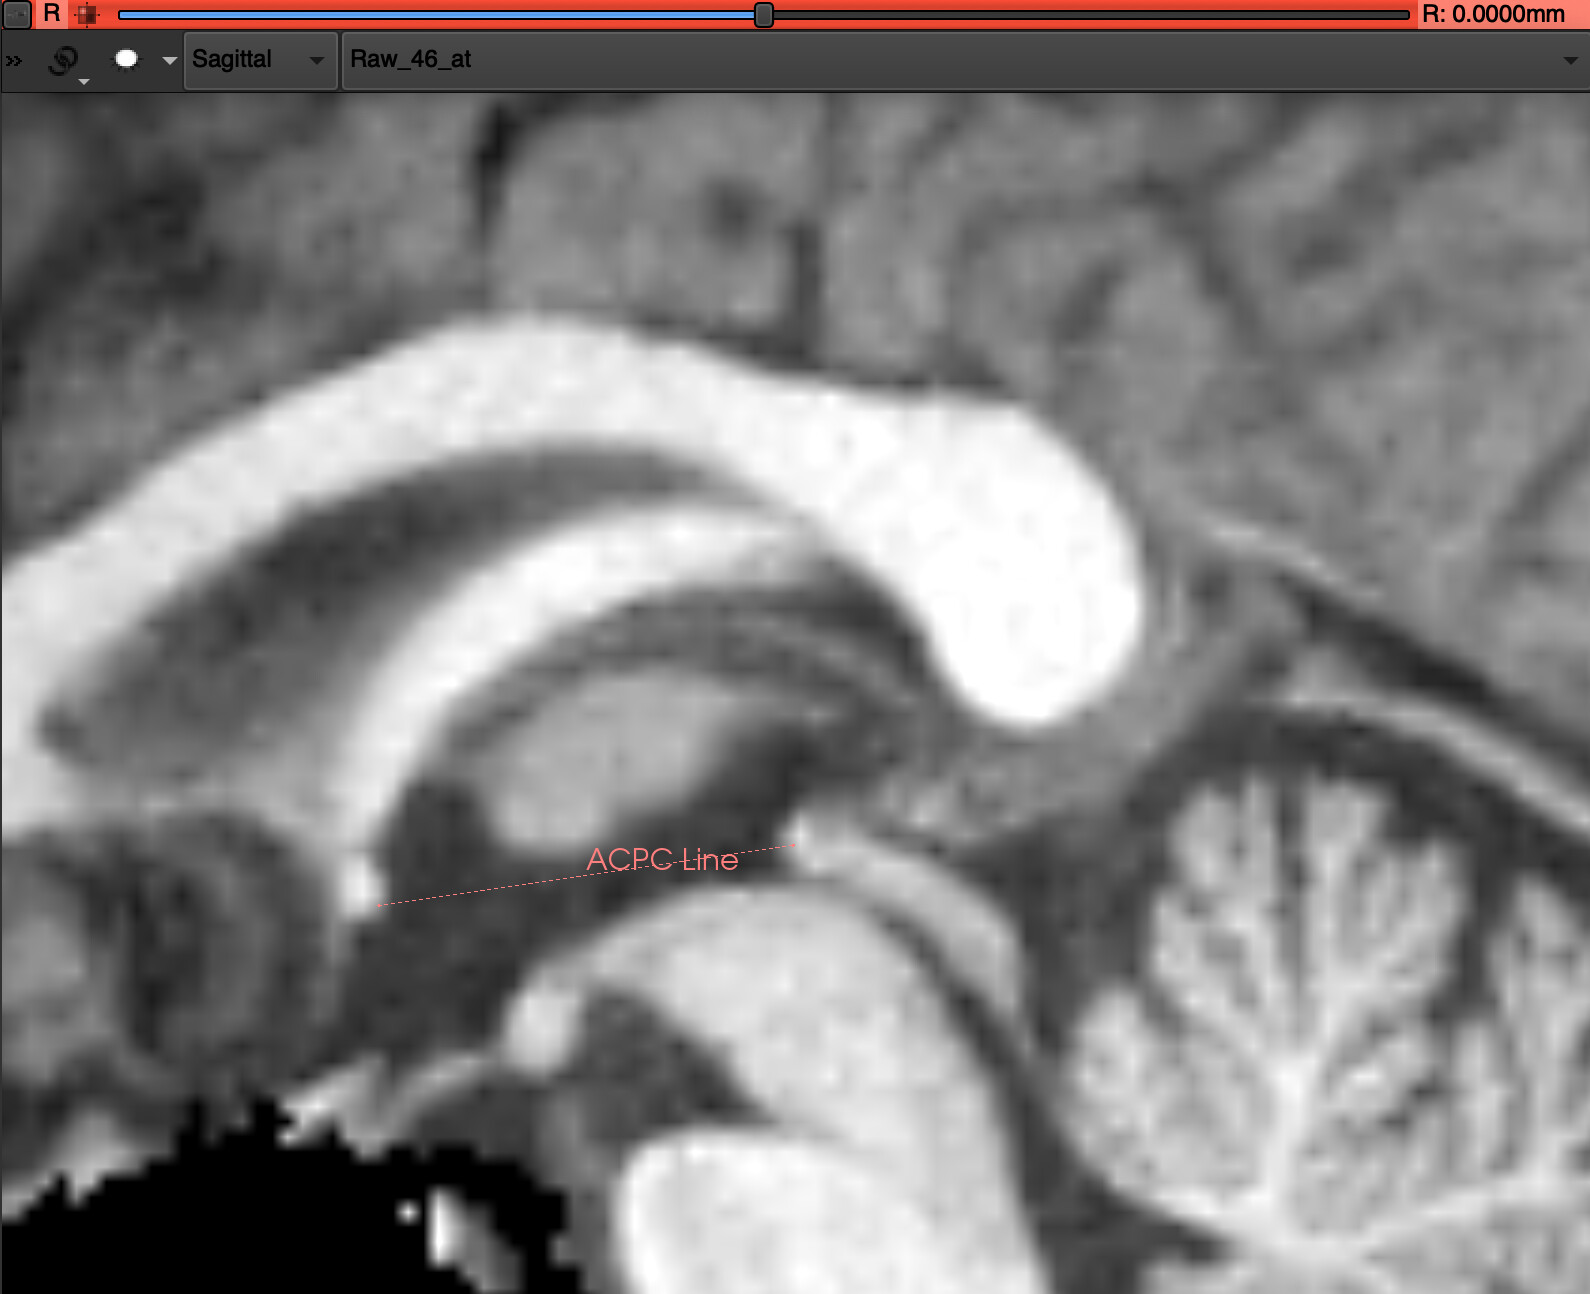 R R: 0.0000mm
» Sagittal Raw_46_at
ACPC Line